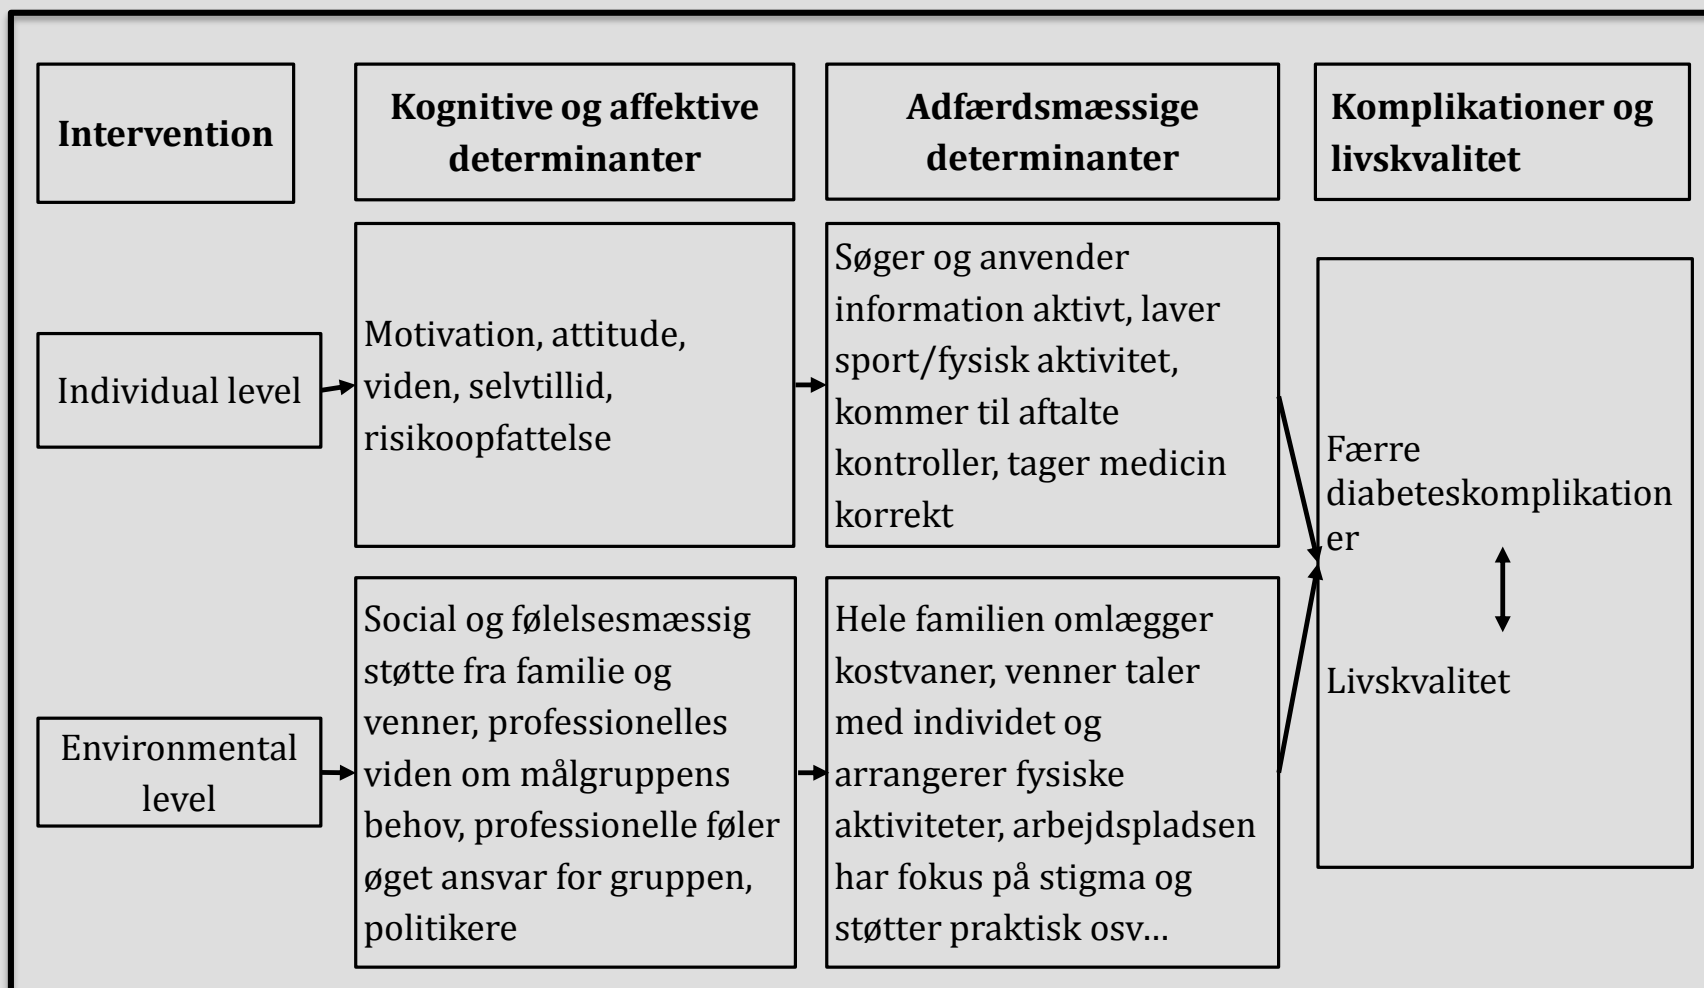 Intervention
Kognitive og affektive
determinanter
Adfærdsmæssige
determinanter
Komplikationer og
livskvalitet
Individual level
Motivation, attitude,
viden, selvtillid,
risikoopfattelse
Søger og anvender
information aktivt, laver
sport/fysisk aktivitet,
kommer til aftalte
kontroller, tager medicin
korrekt
Færre
diabeteskomplikation
er
Livskvalitet
Environmental
level
Social og følelsesmæssig
støtte fra familie og
venner, professionelles
viden om målgruppens
behov, professionelle føler
øget ansvar for gruppen,
politikere
Hele familien omlægger
kostvaner, venner taler
med individet og
arrangerer fysiske
aktiviteter, arbejdspladsen
har fokus på stigma og
støtter praktisk osv…